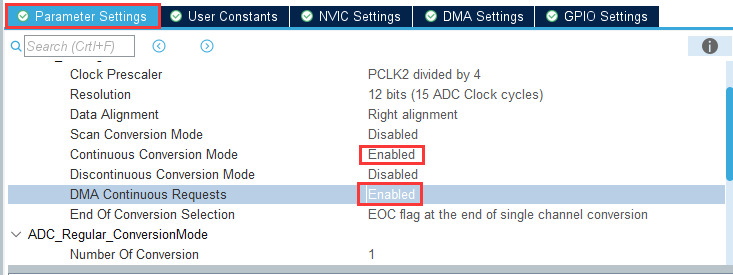 Parameter Settings User Constants NVIC Settings DMA Settings GPIO Settings
Search (Crtl+F)
Clock Prescaler PCLK2 divided by 4
Resolution 12 bits (15 ADC Clock cycles)
Data Alignment Right alignment
Scan Conversion Mode Disabled
Continuous Conversion Mode Enabled
Discontinuous Conversion Mode Disabled
DMA Continuous Requests Enabled
End Of Conversion Selection EOC flag at the end of single channel conversion
ADC_Regular_ConversionMode
Number Of Conversion 1